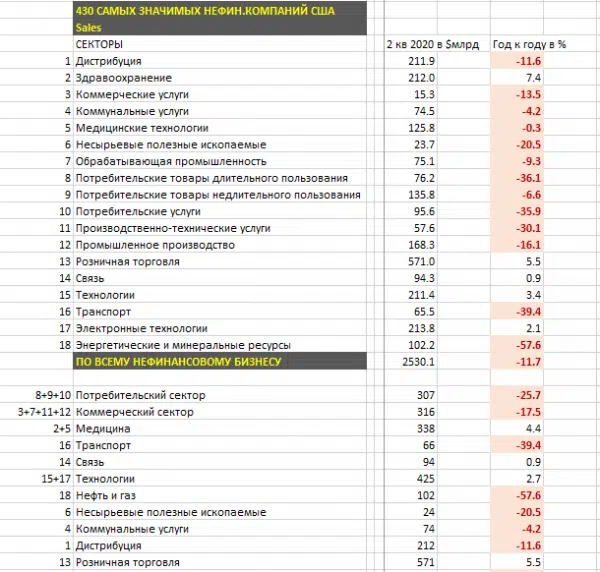 430 САМЫХ ЗНАЧИМЫХ НЕФИН.КОМПАНИЙ США
Sales
СЕКТОРЫ 2 кв 2020 в $млрд Год к году в %
1 Дистрибуция 211.9 -11.6
2 Здравоохранение 212.0 7.4
3 Коммерческие услуги 15.3 -13.5
4 Коммунальные услуги 74.5 -4.2
5 Медицинские технологии 125.8 -0.3
6 Несырьевые полезные ископаемые 23.7 -20.5
7 Обрабатывающая промышленность 75.1 -9.3
8 Потребительские товары длительного пользования 76.2 -36.1
9 Потребительские товары недлительного пользования 135.8 -6.6
10 Потребительские услуги 95.6 -35.9
11 Производственно-технические услуги 57.6 -30.1
12 Промышленное производство 168.3 -16.1
13 Розничная торговля 571.0 5.5
14 Связь 94.3 0.9
15 Технологии 211.4 3.4
16 Транспорт 65.5 -39.4
17 Электронные технологии 213.8 2.1
18 Энергетические и минеральные ресурсы 102.2 -57.6
ПО ВСЕМУ НЕФИНАНСОВОМУ БИЗНЕСУ 2530.1 -11.7
8+9+10 Потребительский сектор 307 -25.7
3+7+11+12 Коммерческий сектор 316 -17.5
2+5 Медицина 338 4.4
16 Транспорт 66 -39.4
14 Связь 94 0.9
15+17 Технологии 425 2.7
18 Нефть и газ 102 -57.6
6 Несырьевые полезные ископаемые 24 -20.5
4 Коммунальные услуги 74 -4.2
1 Дистрибуция 212 -11.6
13 Розничная торговля 571 5.5